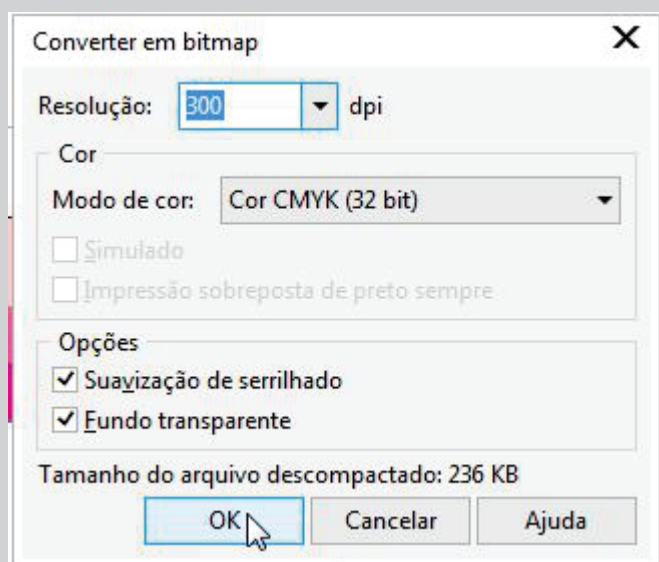 Converter em bitmap
Resolução: 300 dpi
Cor
Modo de cor: Cor CMYK (32 bit)
Simulado
Impressão sobreposta de preto sempre
Opções
Suavização de serrilhado
Fundo transparente
Tamanho do arquivo descompactado: 236 KB
OK Cancelar Ajuda